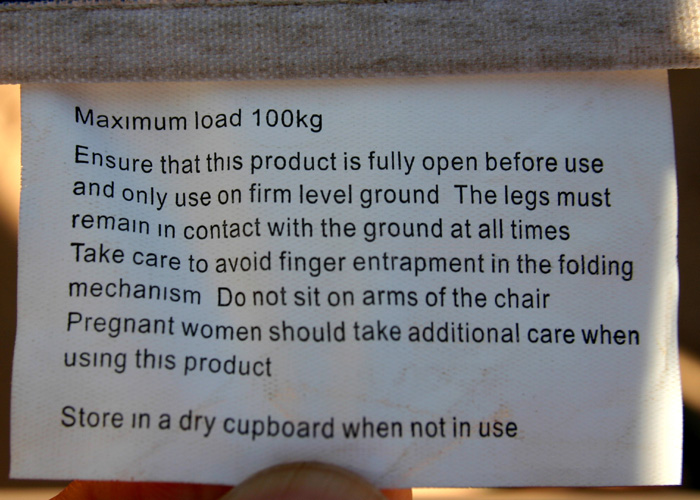 Maximum load 100kg
Ensure that this product is fully open before use
and only use on firm level ground The legs must
remain in contact with the ground at all times
Take care to avoid finger entrapment in the folding
mechanism Do not sit on arms of the chair
Pregnant women should take additional care when
using this product
Store in a dry cupboard when not in use